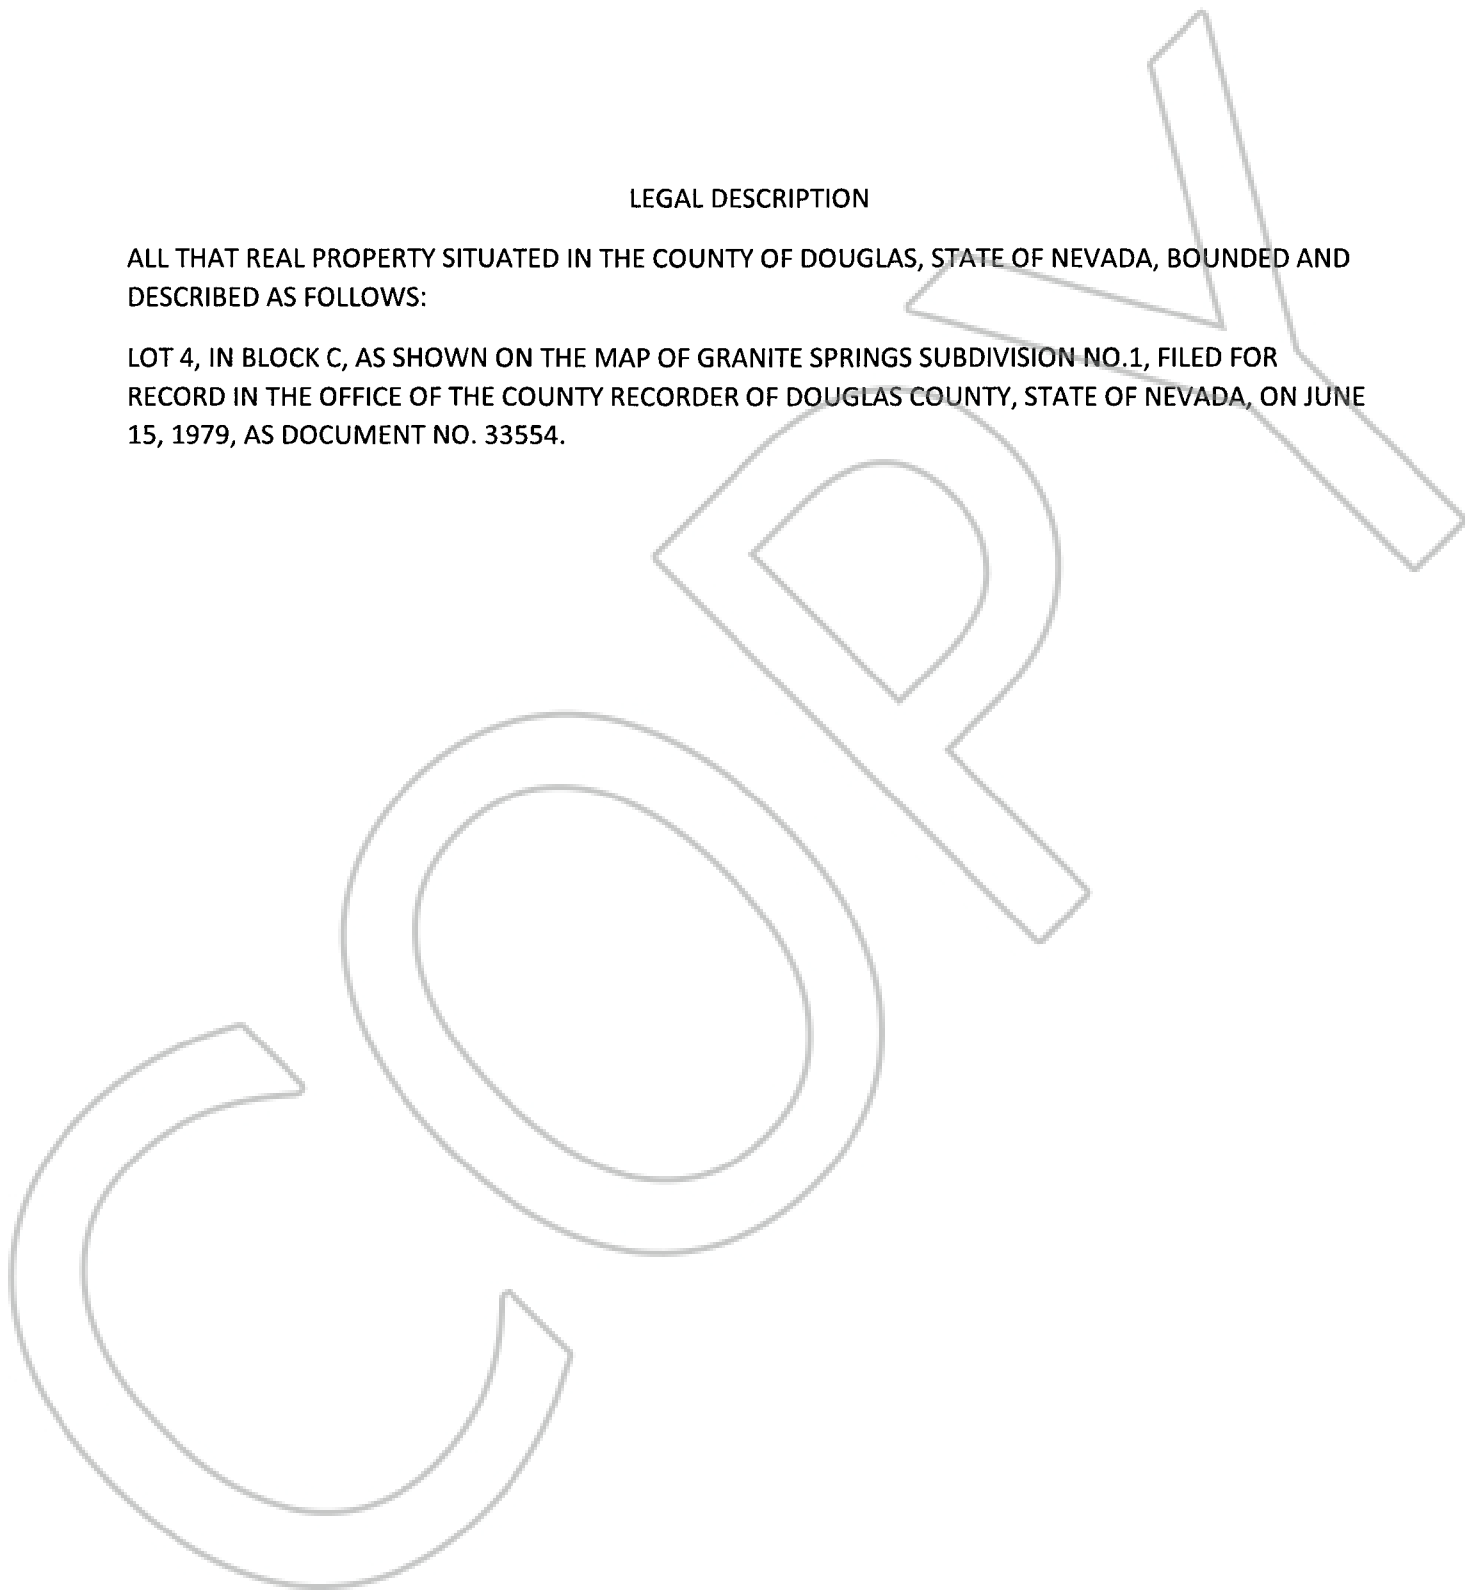 LEGAL DESCRIPTION
ALL THAT REAL PROPERTY SITUATED IN THE COUNTY OF DOUGLAS, STATE OF NEVADA, BOUNDED AND
DESCRIBED AS FOLLOWS:
LOT 4, IN BLOCK C, AS SHOWN ON THE MAP OF GRANITE SPRINGS SUBDIVISION NO.1, FILED FOR
RECORD IN THE OFFICE OF THE COUNTY RECORDER OF DOUGLAS COUNTY, STATE OF NEVADA, ON JUNE
15, 1979, AS DOCUMENT NO. 33554.
COPY